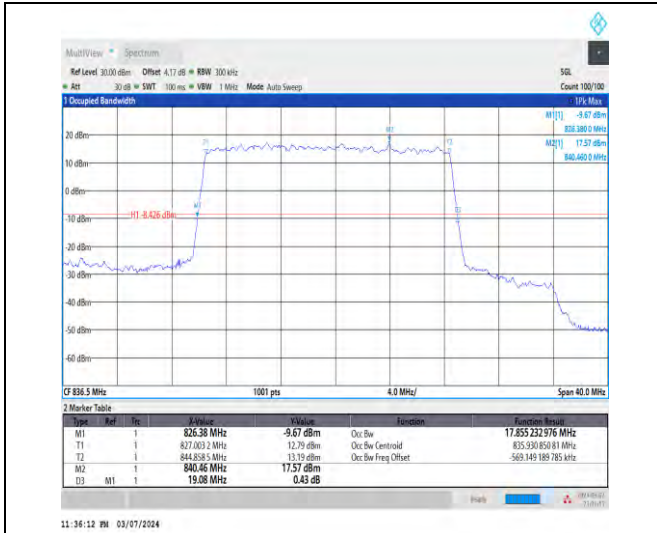 MultiView Spectrum
Ref Level 30.00 dBm Offset 4.17 dB RBW 300 kHz SGL
Att 30 dB SWT 100 ms VBW 1 MHz Mode Auto Sweep Count 100/100
1 Occupied Bandwidth 1Pk Max
M1[1] -9.67 dBm
826.3800 MHz
M2[1] 17.57 dBm
840.4600 MHz
M2
T1 T2
20 dBm
10 dBm
0 dBm
M1
D3
-10 dBm H1 -8.426 dBm
-20 dBm
-30 dBm
-40 dBm
-50 dBm
-60 dBm
CF 836.5 MHz 1001 pts 4.0 MHz/ Span 40.0 MHz
2 Marker Table
Type Ref Trc X-Value Y-Value Function Function Result
M1 1 826.38 MHz -9.67 dBm Occ Bw 17.855 232 976 MHz
T1 1 827.003 2 MHz 12.79 dBm Occ Bw Centroid 835.930 850 81 MHz
T2 1 844.858 5 MHz 13.19 dBm Occ Bw Freq Offset -569.149 189 785 kHz
M2 1 840.46 MHz 17.57 dBm
D3 M1 1 19.08 MHz 0.43 dB
11:36:12 PM 03/07/2024